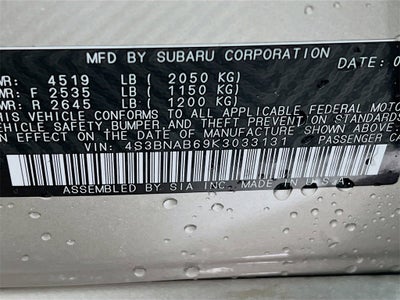 MFD BY SUBARU CORPORATION DATE: 0
WR: 4519 LB ( 2050 KG)
WR: F 2535 LB ( 1150 KG)
WR: R 2645 LB ( 1200 KG)
THIS VEHICLE CONFORMS TO ALL APPLICABLE FEDERAL MOTO
VEHICLE SAFETY, BUMPER AND THEFT PREVENTION STANDARDS
IN EFFECT ON THE DATE OF MANUFACTURE SHOWN ABOVE.
VIN: 4S3BNAB69K3033131 PASSENGER CA
ASSEMBLED BY SIA INC. MADE IN U.S.A